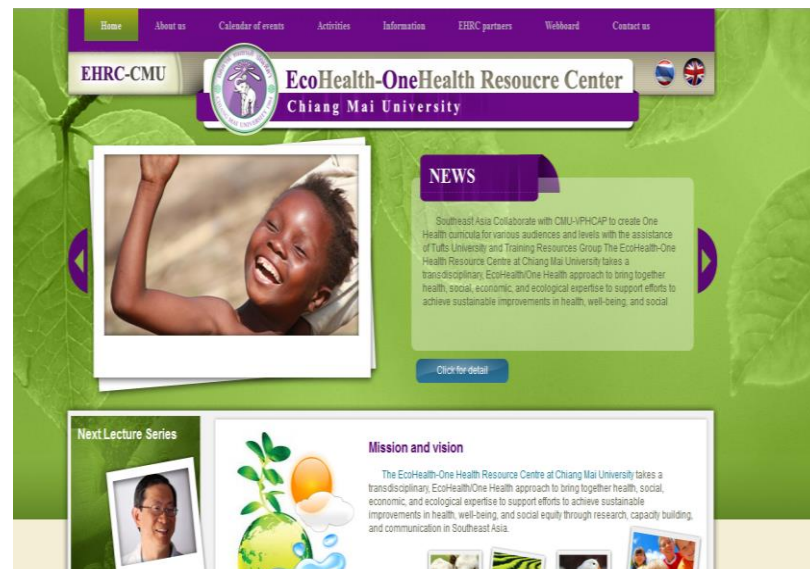 Home About us Calendar of events Activities Information EHRC partners Webboard Contact us
EHRC-CMU
EcoHealth-OneHealth Resoucre Center
Chiang Mai University
NEWS
Southeast Asia Collaborate with CMU-VPHCAP to create One
Health curricula for various audiences and levels with the assistance
of Tufts University and Training Resources Group The EcoHealth-One
Health Resource Centre at Chiang Mai University takes a
transdisciplinary, EcoHealth/One Health approach to bring together
health, social, economic, and ecological expertise to support efforts to
achieve sustainable improvements in health, well-being, and social
Click for detail
Next Lecture Series
Mission and vision
The EcoHealth-One Health Resource Centre at Chiang Mai University takes a
transdisciplinary, EcoHealth/One Health approach to bring together health, social,
economic, and ecological expertise to support efforts to achieve sustainable
improvements in health, well-being, and social equity through research, capacity building,
and communication in Southeast Asia.